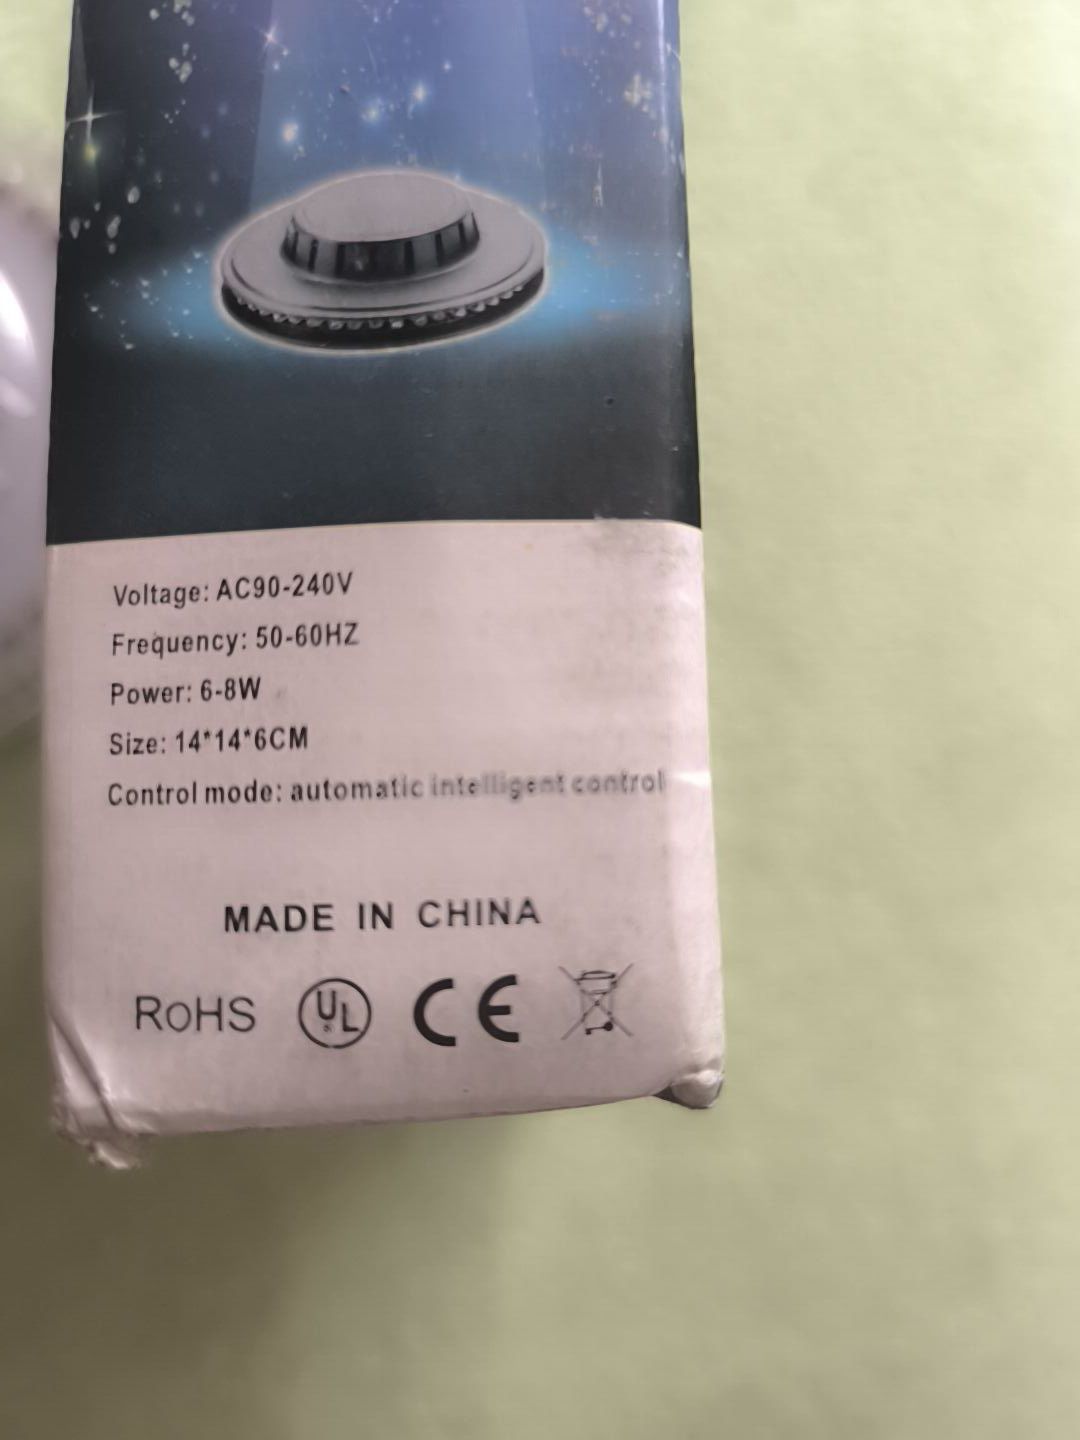 Voltage: AC90-240V
Frequency: 50-60HZ
Power: 6-8W
Size: 14*14*6CM
Control mode: automatic intelligent control
MADE IN CHINA
RoHS UL ® CE